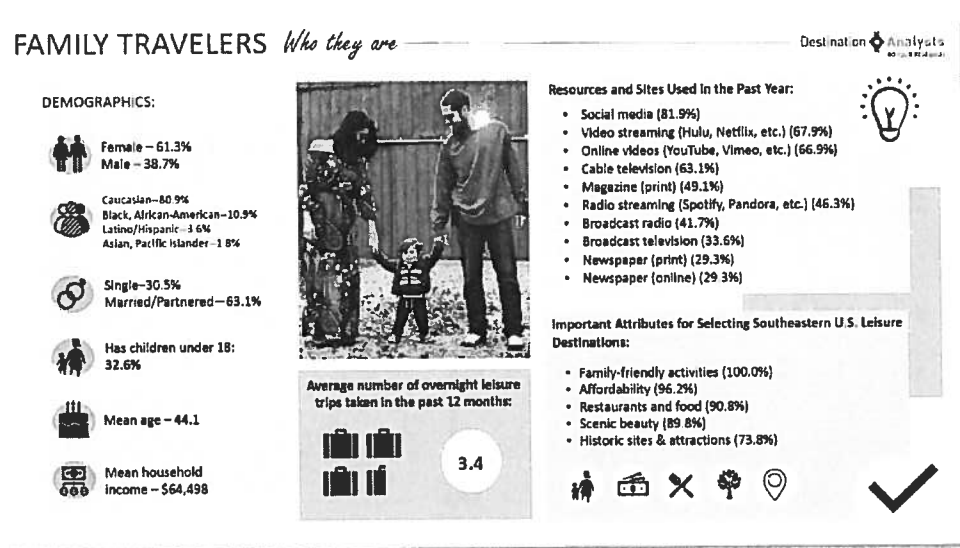 FAMILY TRAVELERS Who they are
Destination Analysts
DEMOGRAPHICS:
Female – 61.3%
Male – 38.7%
Caucasian–80.9%
Black, African-American–10.9%
Latino/Hispanic–3.6%
Asian, Pacific Islander–1.8%
Single–30.5%
Married/Partnered–63.1%
Has children under 18:
32.6%
Mean age – 44.1
Mean household
income – $64,498
Average number of overnight leisure
trips taken in the past 12 months:
3.4
Resources and Sites Used in the Past Year:
• Social media (81.9%)
• Video streaming (Hulu, Netflix, etc.) (67.9%)
• Online videos (YouTube, Vimeo, etc.) (66.9%)
• Cable television (63.1%)
• Magazine (print) (49.1%)
• Radio streaming (Spotify, Pandora, etc.) (46.3%)
• Broadcast radio (41.7%)
• Broadcast television (33.6%)
• Newspaper (print) (29.3%)
• Newspaper (online) (29.3%)
Important Attributes for Selecting Southeastern U.S. Leisure
Destinations:
• Family-friendly activities (100.0%)
• Affordability (96.2%)
• Restaurants and food (90.8%)
• Scenic beauty (89.8%)
• Historic sites & attractions (73.8%)